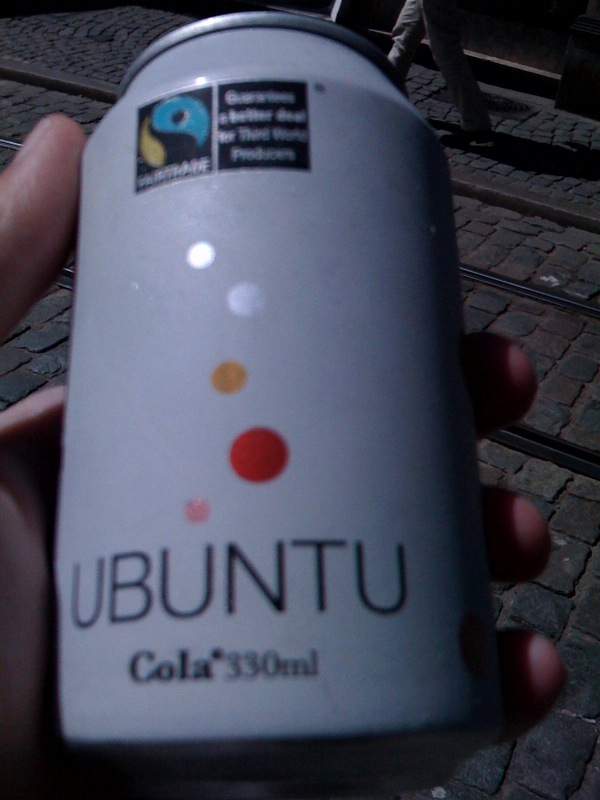 FAIRTRADE
Guarantees
a better deal
for Third World
Producers
®
UBUNTU
Cola® 330ml